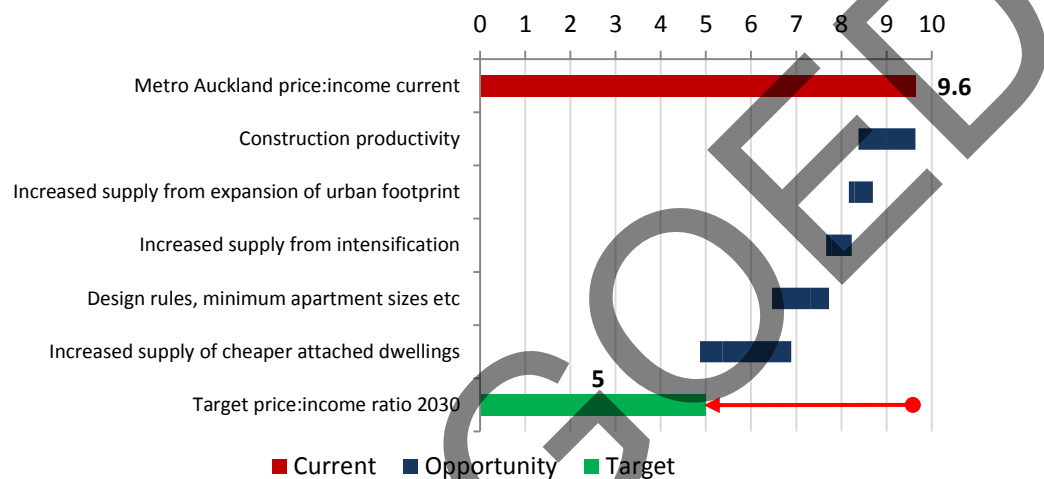 0 1 2 3 4 5 6 7 8 9 10
Metro Auckland price:income current 9.6
Construction productivity
Increased supply from expansion of urban footprint
Increased supply from intensification
Design rules, minimum apartment sizes etc
Increased supply of cheaper attached dwellings
5
Target price:income ratio 2030
Current Opportunity Target
GOED